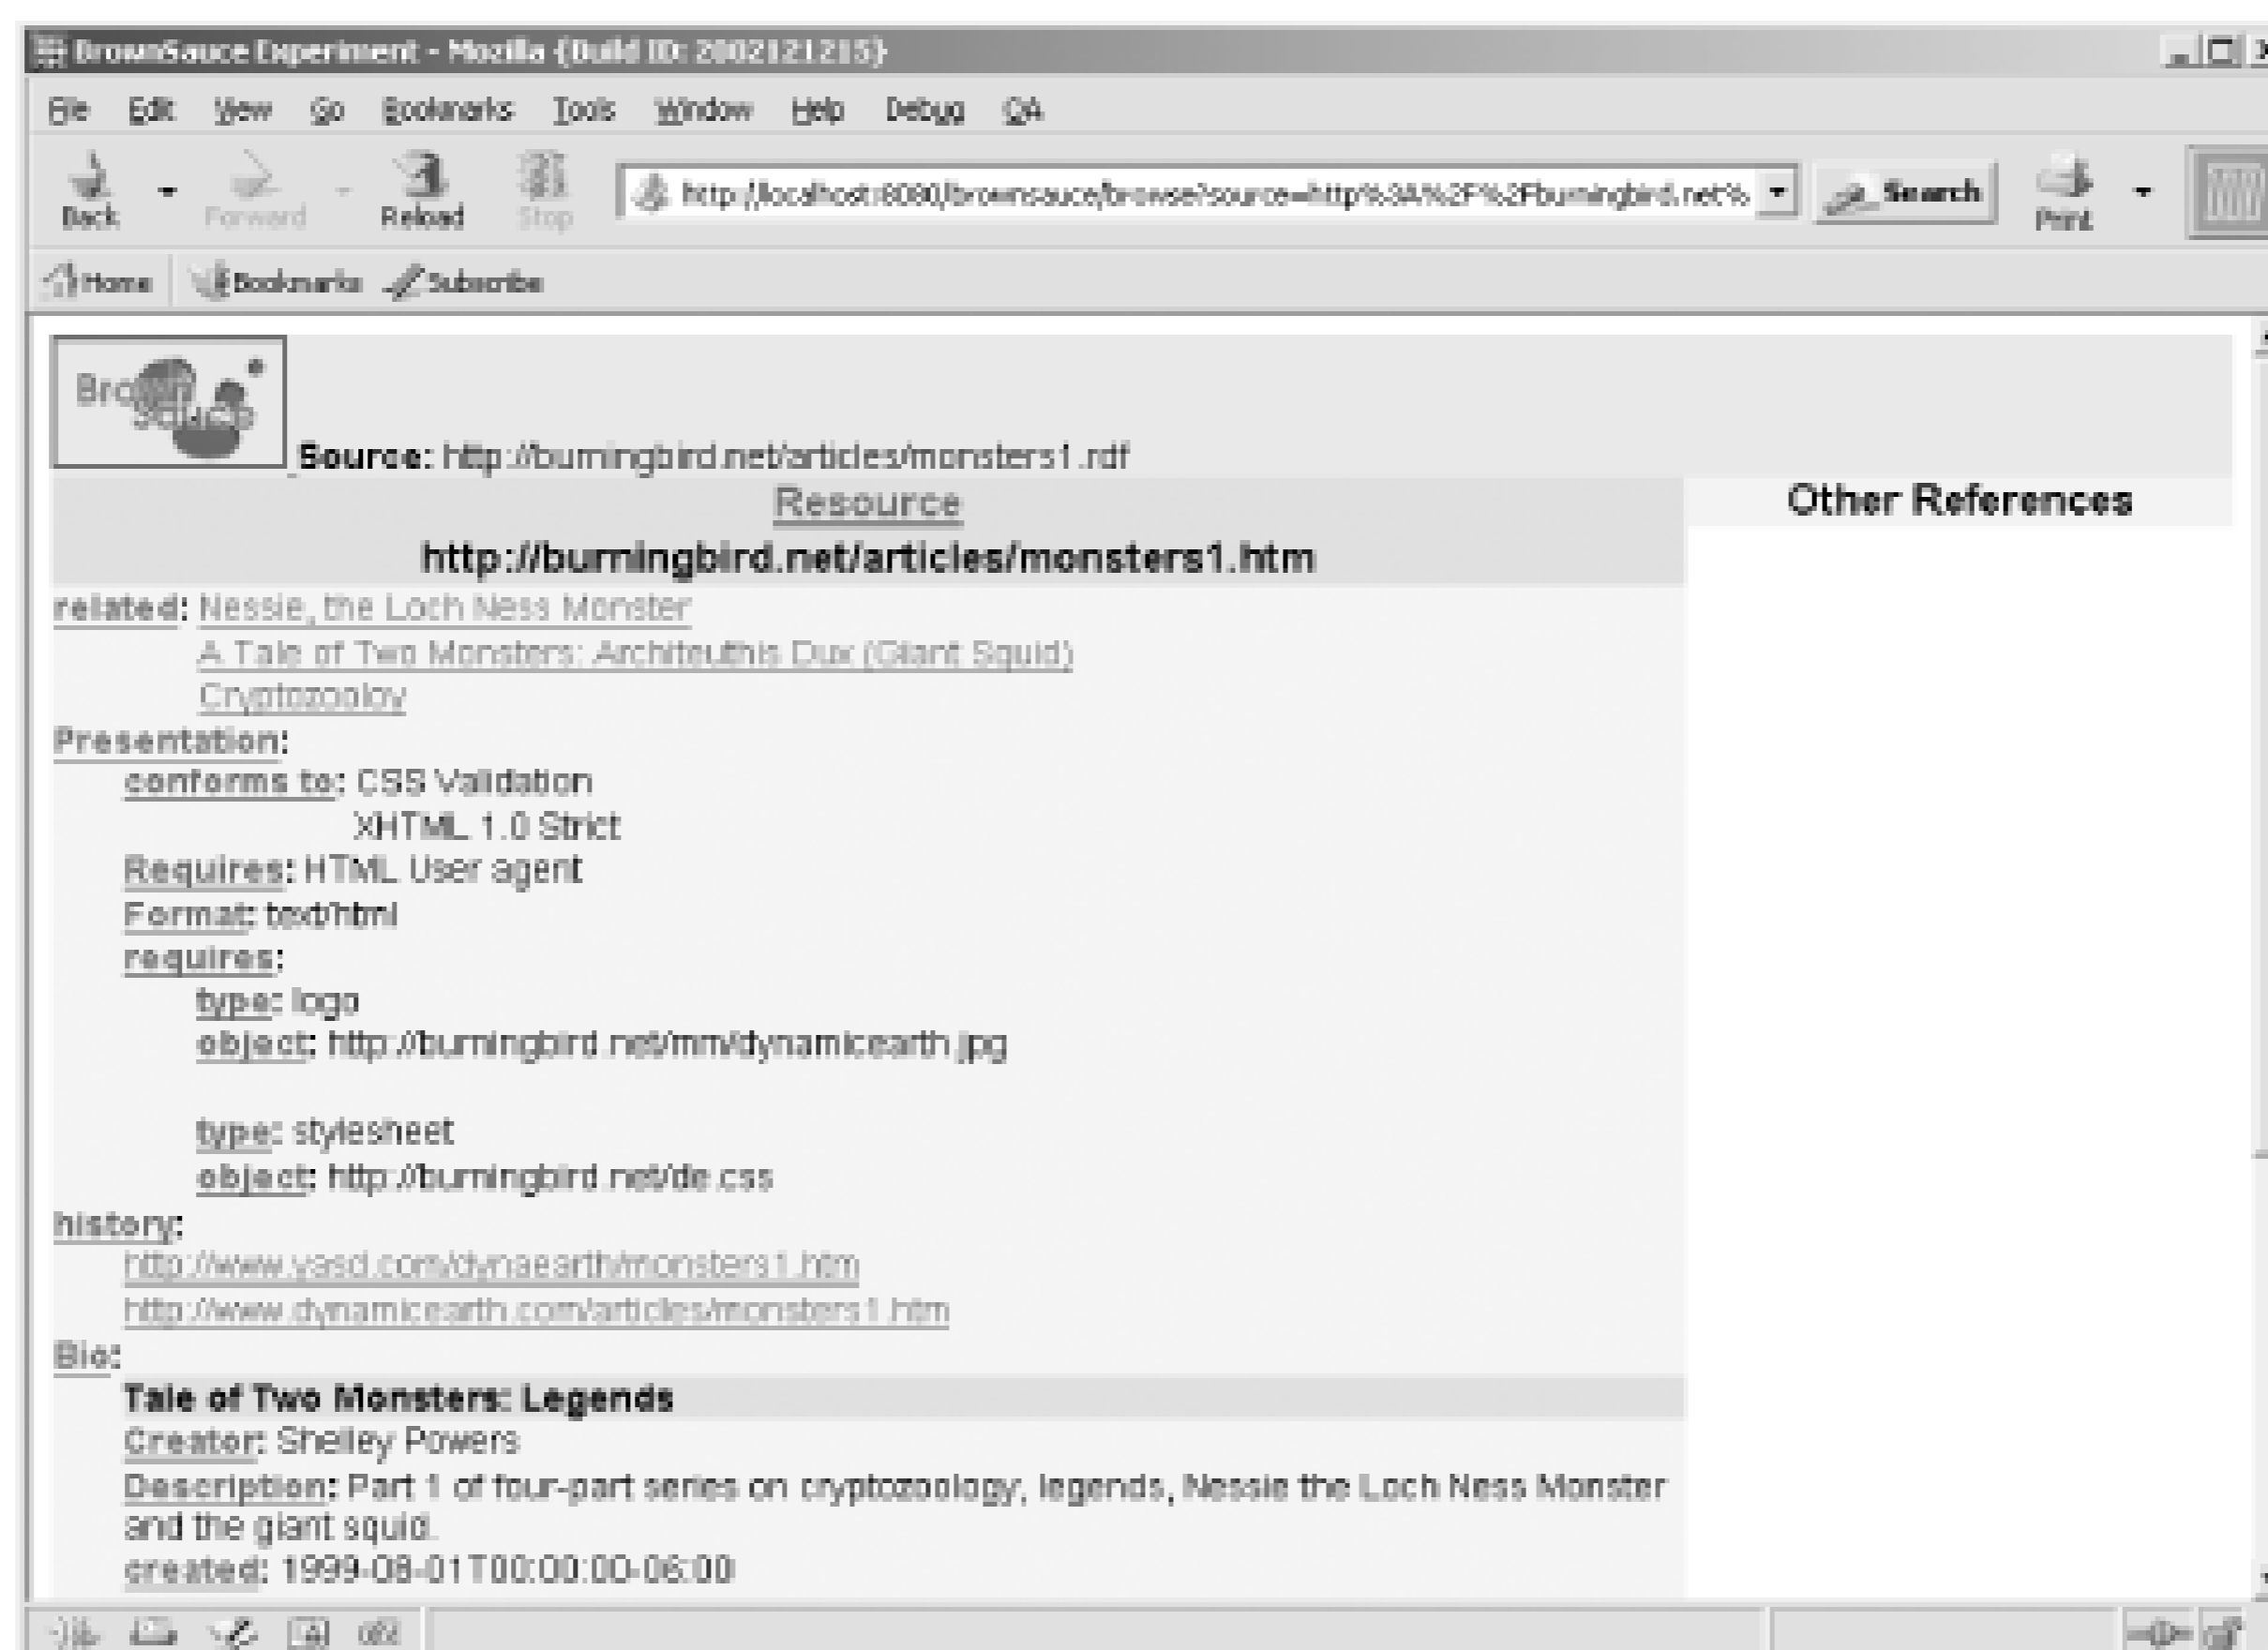 BrownSauce Experiment - Mozilla {Build ID: 2002121215}
File Edit View Go Bookmarks Tools Window Help Debug QA
Back Forward Reload Stop http://localhost:8080/brownsauce/browse?source=http%3A%2F%2Fburningbird.net% Search Print
Home Bookmarks Subscribe
Brown
Sauce
Source: http://burningbird.net/articles/monsters1.rdf
Resource
Other References
http://burningbird.net/articles/monsters1.htm
related: Nessie, the Loch Ness Monster
A Tale of Two Monsters: Architeuthis Dux (Giant Squid)
Cryptozooloy
Presentation:
conforms to: CSS Validation
XHTML 1.0 Strict
Requires: HTML User agent
Format: text/html
requires:
type: logo
object: http://burningbird.net/mm/dynamicearth.jpg
type: stylesheet
object: http://burningbird.net/de.css
history:
http://www.yasd.com/dynaearth/monsters1.htm
http://www.dynamicearth.com/articles/monsters1.htm
Bio:
Tale of Two Monsters: Legends
Creator: Shelley Powers
Description: Part 1 of four-part series on cryptozoology, legends, Nessie the Loch Ness Monster
and the giant squid.
created: 1999-08-01T00:00:00-06:00